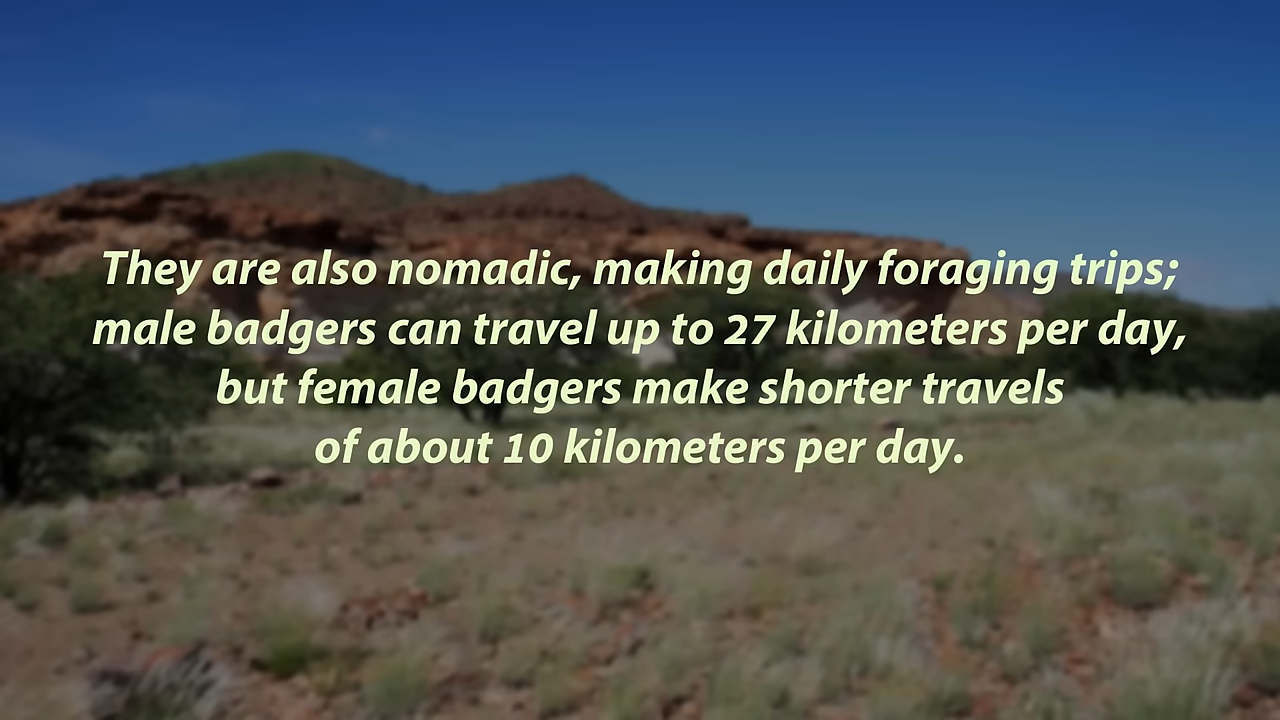 They are also nomadic, making daily foraging trips;
male badgers can travel up to 27 kilometers per day,
but female badgers make shorter travels
of about 10 kilometers per day.